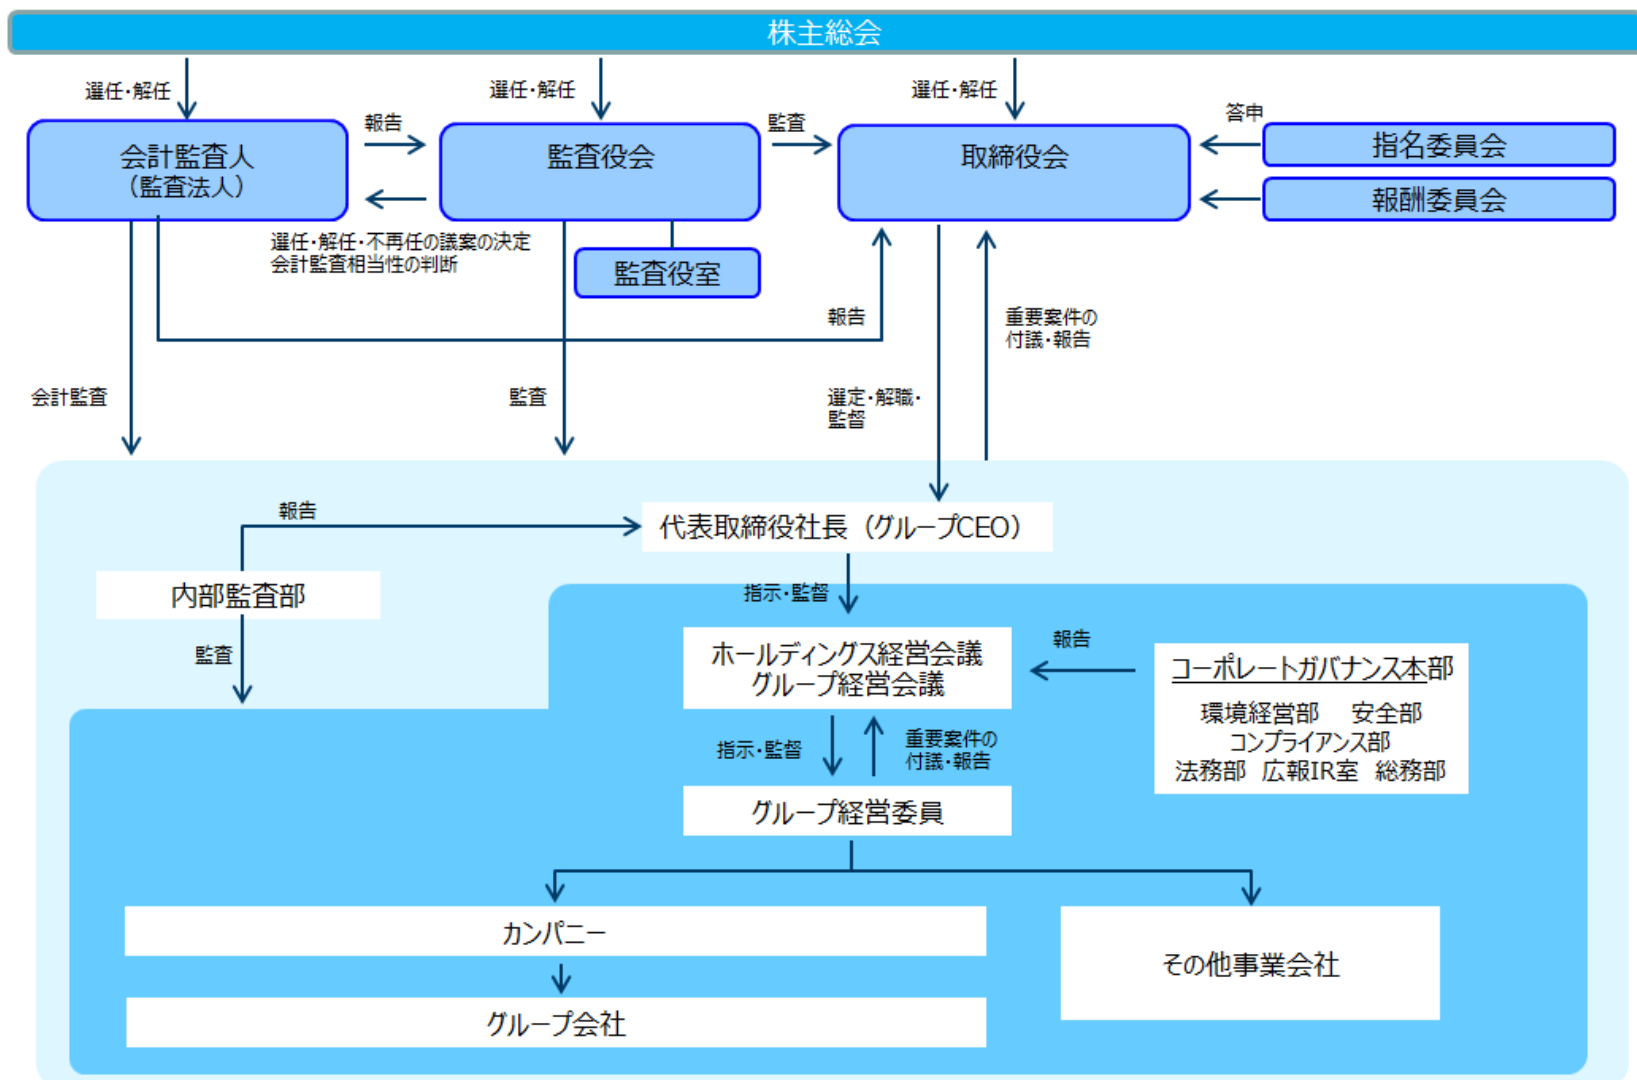 株主総会
選任・解任
選任・解任
選任・解任
会計監査人
（監査法人）
報告
監査役会
監査
取締役会
答申
指名委員会
報酬委員会
選任・解任・不再任の議案の決定
会計監査相当性の判断
監査役室
報告
重要案件の
付議・報告
会計監査
監査
選定・解職・
監督
報告
代表取締役社長（グループCEO）
内部監査部
指示・監督
監査
ホールディングス経営会議
グループ経営会議
報告
コーポレートガバナンス本部
環境経営部　安全部
コンプライアンス部
法務部　広報IR室　総務部
指示・監督
重要案件の
付議・報告
グループ経営委員
カンパニー
その他事業会社
グループ会社